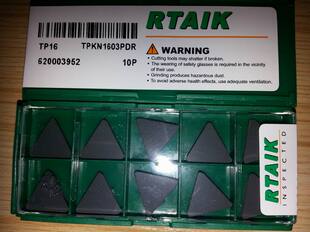 RTAIK
TP16 TPKN1603PDR
620003952 10P
WARNING
• Cutting tools may shatter if broken.
• The wearing of safety glasses is required in the vicinity
of their use.
• Grinding produces hazardous dust.
• To avoid adverse health effects, use adequate ventilation.
RTAIK
INSPECTED